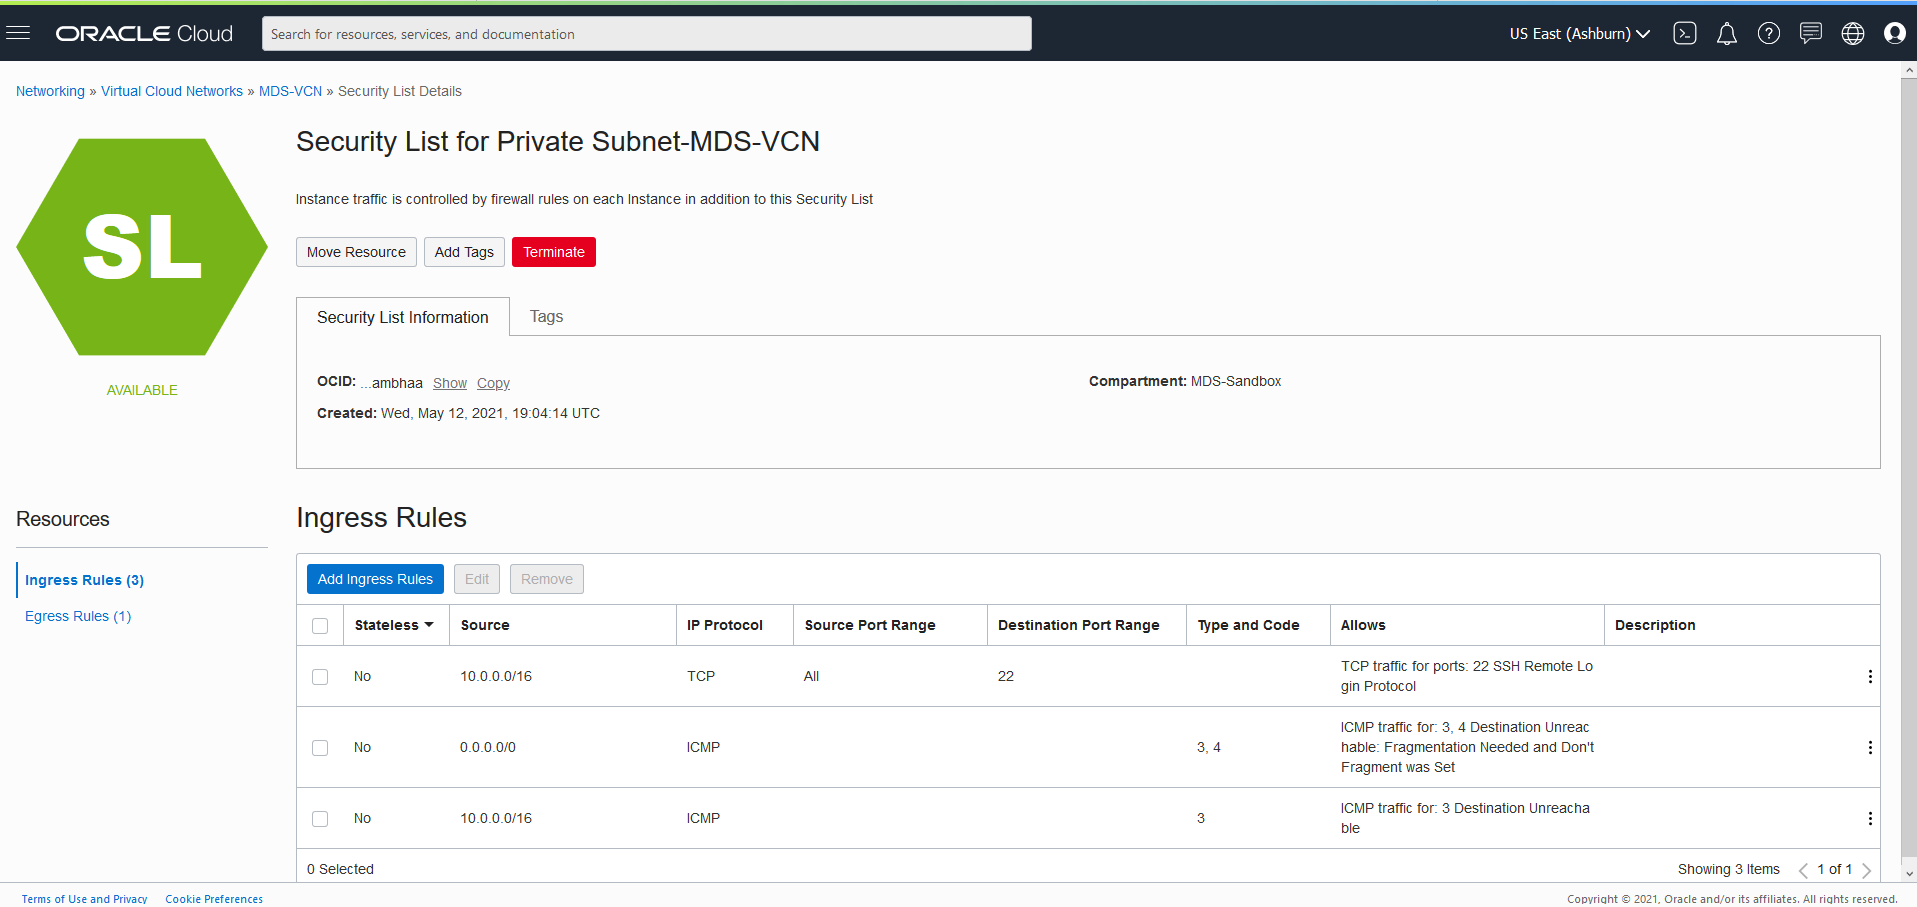 ORACLE Cloud
Search for resources, services, and documentation
US East (Ashburn)
Networking » Virtual Cloud Networks » MDS-VCN » Security List Details
SL
AVAILABLE
Security List for Private Subnet-MDS-VCN
Instance traffic is controlled by firewall rules on each Instance in addition to this Security List
Move Resource Add Tags Terminate
Security List Information Tags
OCID: ...ambhaa Show Copy
Compartment: MDS-Sandbox
Created: Wed, May 12, 2021, 19:04:14 UTC
Resources
Ingress Rules (3)
Egress Rules (1)
Ingress Rules
Add Ingress Rules Edit Remove
Stateless Source IP Protocol Source Port Range Destination Port Range Type and Code Allows Description
No 10.0.0.0/16 TCP All 22 TCP traffic for ports: 22 SSH Remote Lo
gin Protocol
No 0.0.0.0/0 ICMP 3, 4 ICMP traffic for: 3, 4 Destination Unreac
hable: Fragmentation Needed and Don't
Fragment was Set
No 10.0.0.0/16 ICMP 3 ICMP traffic for: 3 Destination Unreacha
ble
0 Selected Showing 3 Items 1 of 1
Terms of Use and Privacy Cookie Preferences Copyright © 2021, Oracle and/or its affiliates. All rights reserved.